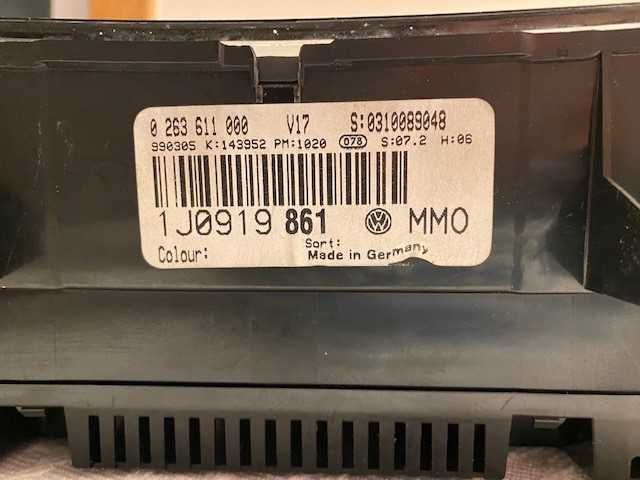 0 263 611 000 V17 S:0310089048
990305 K:143952 PM:1020 078 S:07.2 H:06
1J0919 861 VW MMO
Colour: Sort:
Made in Germany